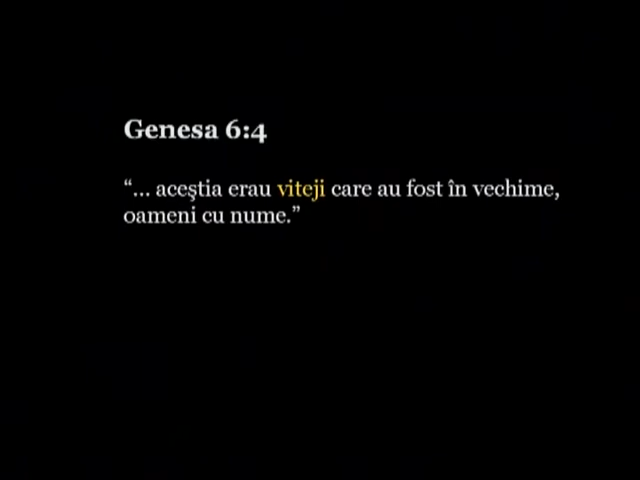 Genesa 6:4
“... aceştia erau viteji care au fost în vechime,
oameni cu nume.”